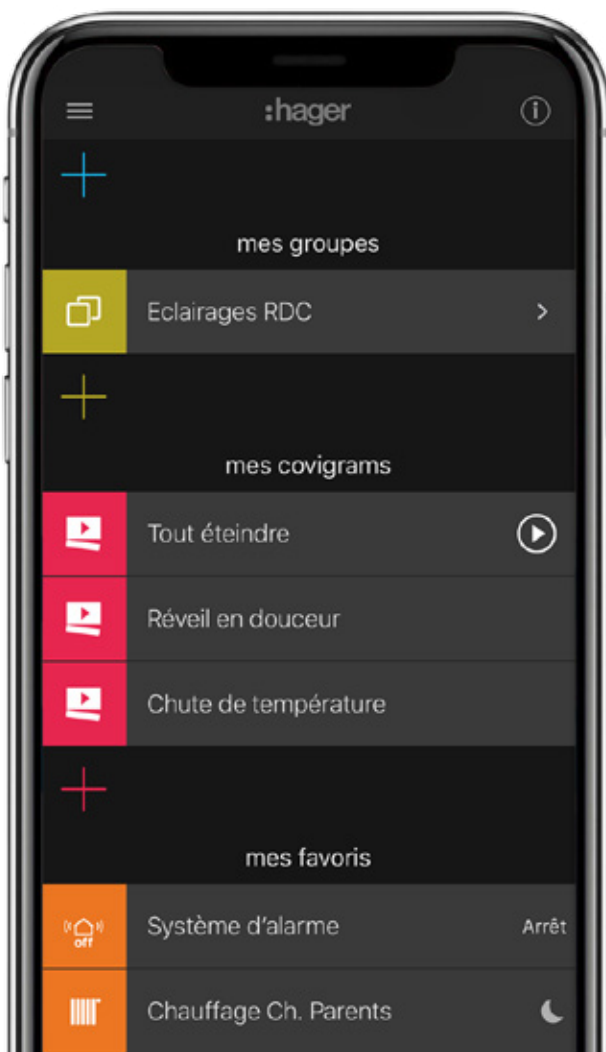 :hager
mes groupes
Eclairages RDC
mes covigrams
Tout éteindre
Réveil en douceur
Chute de température
mes favoris
off
Système d'alarme
Arrêt
Chauffage Ch. Parents